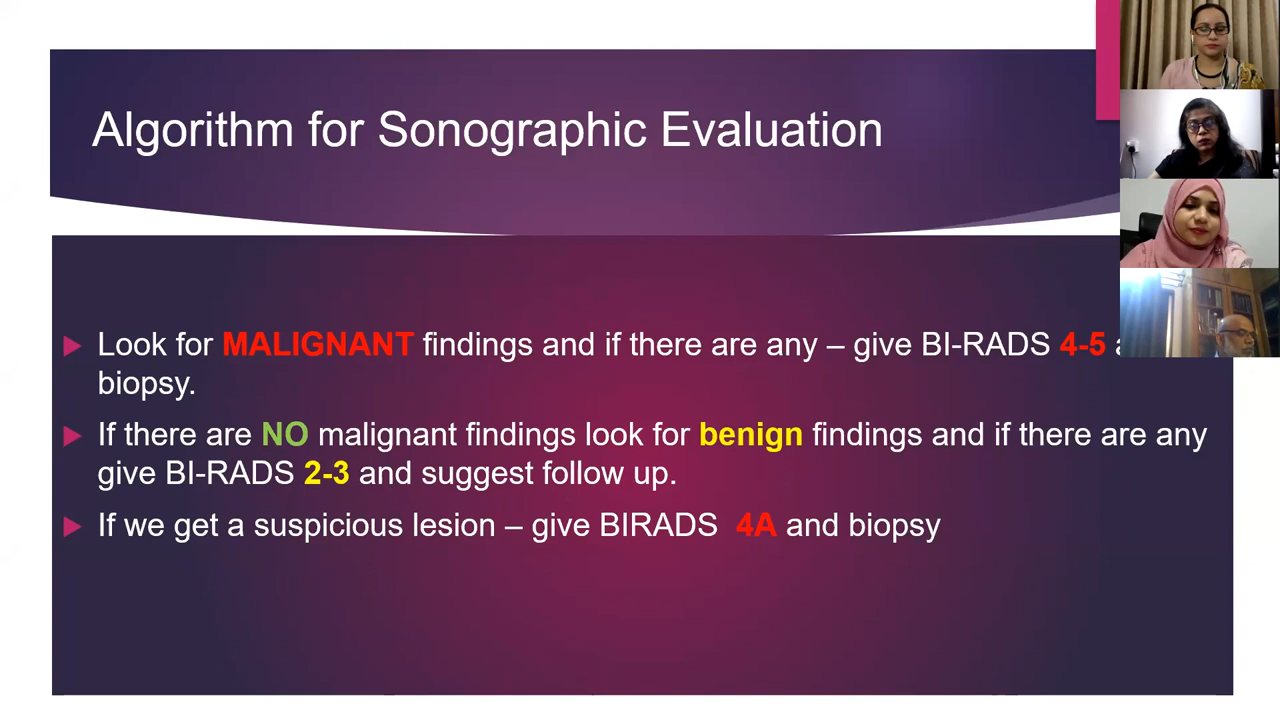 Algorithm for Sonographic Evaluation
Look for MALIGNANT findings and if there are any – give BI-RADS 4-5
biopsy.
If there are NO malignant findings look for benign findings and if there are any
give BI-RADS 2-3 and suggest follow up.
If we get a suspicious lesion – give BIRADS 4A and biopsy